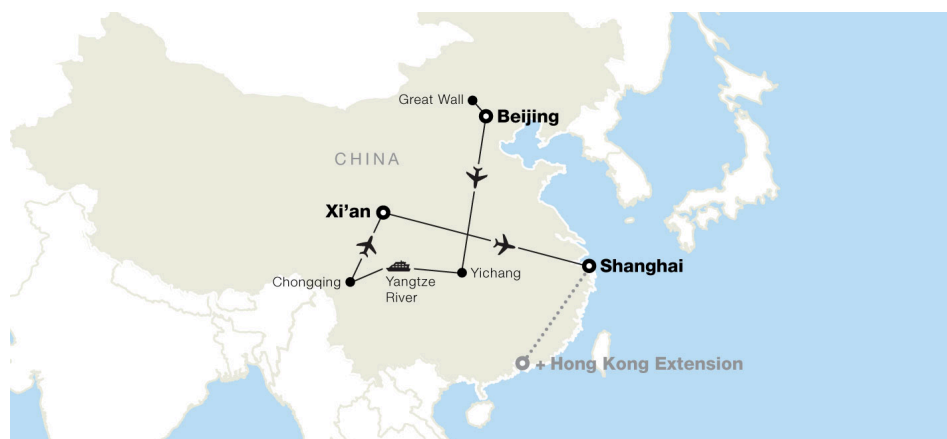 Great Wall
Beijing
CHINA
Xi’an
Chongqing
Yangtze
River
Yichang
Shanghai
+ Hong Kong Extension